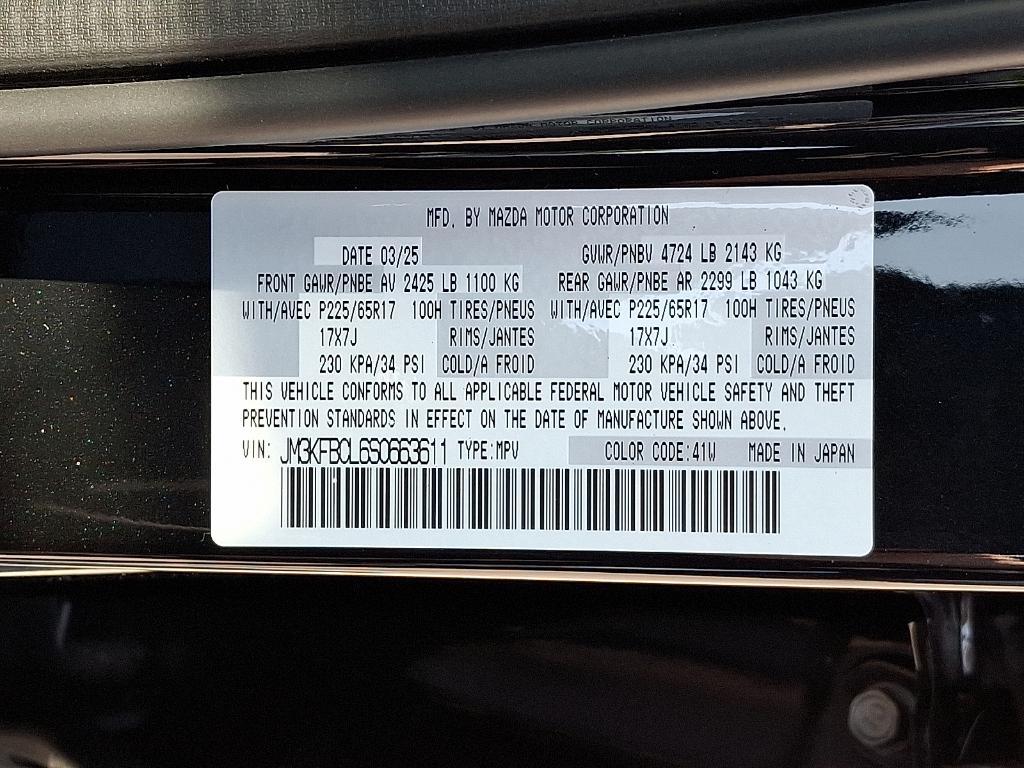 MOTOR CORPORATION
MFD. BY MAZDA MOTOR CORPORATION
DATE 03/25 GVWR/PNBV 4724 LB 2143 KG
FRONT GAWR/PNBE AV 2425 LB 1100 KG REAR GAWR/PNBE AR 2299 LB 1043 KG
WITH/AVEC P225/65R17 100H TIRES/PNEUS WITH/AVEC P225/65R17 100H TIRES/PNEUS
17X7J RIMS/JANTES 17X7J RIMS/JANTES
230 KPA/34 PSI COLD/A FROID 230 KPA/34 PSI COLD/A FROID
THIS VEHICLE CONFORMS TO ALL APPLICABLE FEDERAL MOTOR VEHICLE SAFETY AND THEFT
PREVENTION STANDARDS IN EFFECT ON THE DATE OF MANUFACTURE SHOWN ABOVE.
VIN: JM3KFBCL6S0663611 TYPE:MPV COLOR CODE:41W MADE IN JAPAN